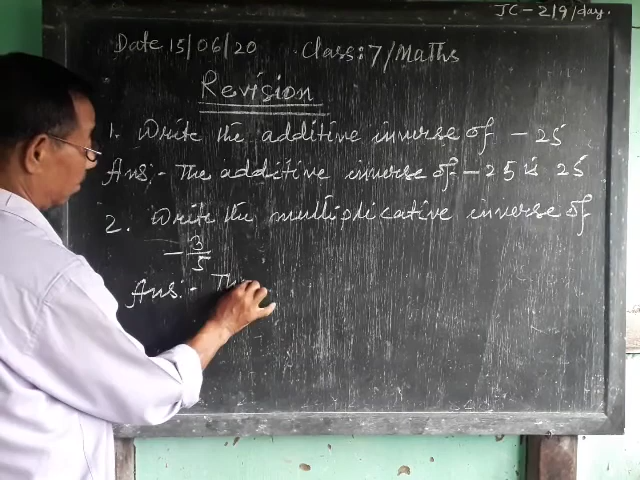 JC - 219/day.
Date 15/06/20 Class: 7/Maths
Revision
1. Write the additive inverse of - 25
Ans:- The additive inverse of - 25 is 25
2. Write the multiplicative inverse of
- 3/5
Ans:- Th